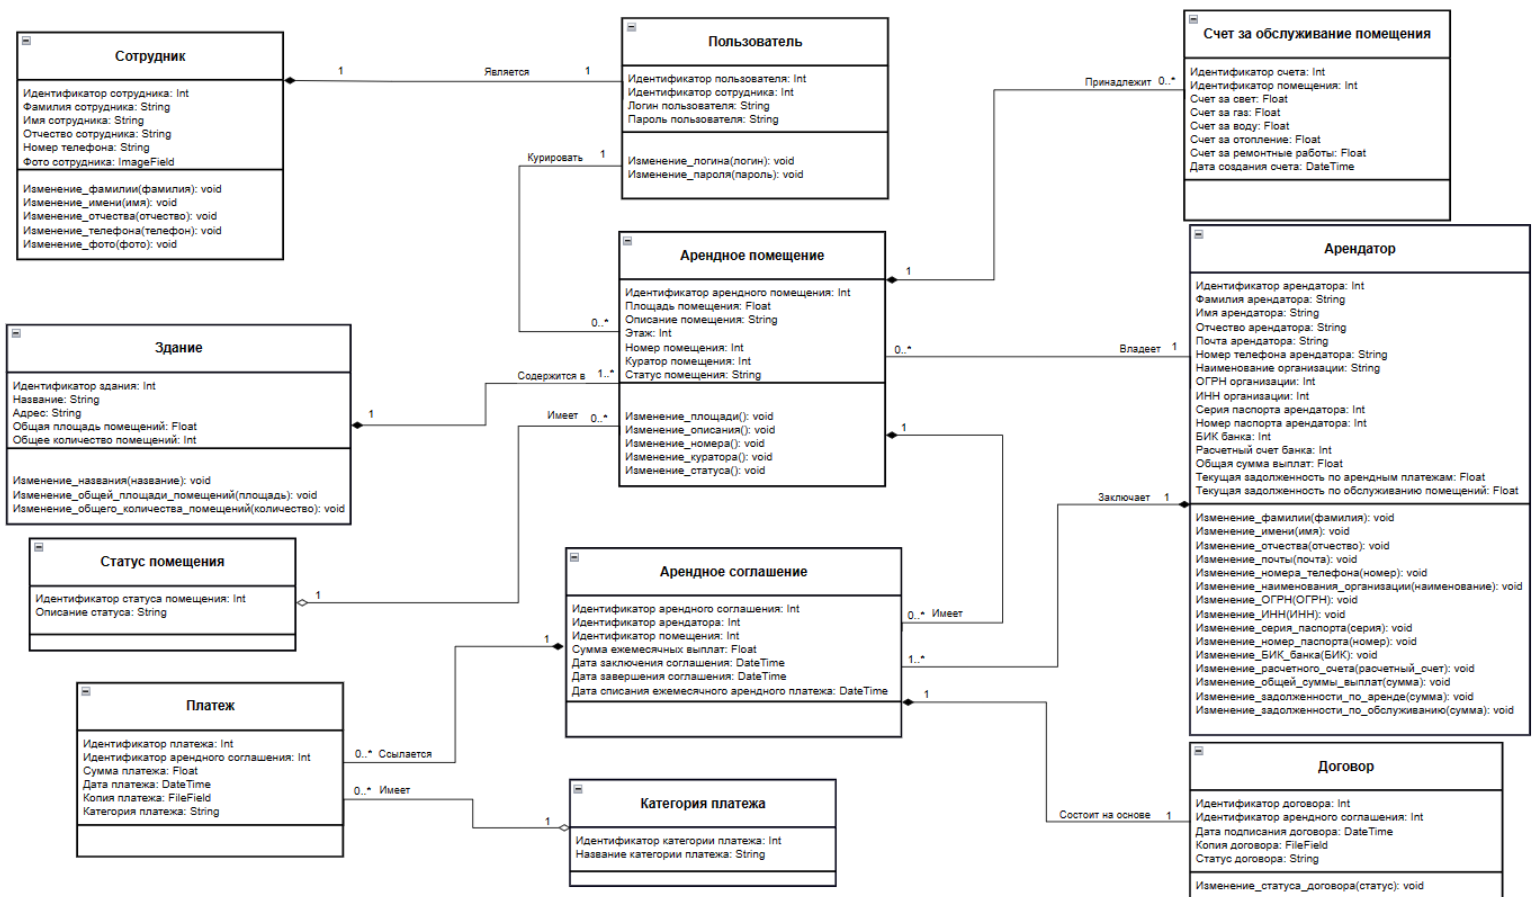 Сотрудник
Идентификатор сотрудника: Int
Фамилия сотрудника: String
Имя сотрудника: String
Отчество сотрудника: String
Номер телефона: String
Фото сотрудника: ImageField
Изменение_фамилии(фамилия): void
Изменение_имени(имя): void
Изменение_отчества(отчество): void
Изменение_телефона(телефон): void
Изменение_фото(фото): void
1
Является
1
Пользователь
Идентификатор пользователя: Int
Идентификатор сотрудника: Int
Логин пользователя: String
Пароль пользователя: String
Изменение_логина(логин): void
Изменение_пароля(пароль): void
Курировать
1
0..*
Принадлежит
0..*
1
Счет за обслуживание помещения
Идентификатор счета: Int
Идентификатор помещения: Int
Счет за свет: Float
Счет за газ: Float
Счет за воду: Float
Счет за отопление: Float
Счет за ремонтные работы: Float
Дата создания счета: DateTime
Арендное помещение
Идентификатор арендного помещения: Int
Площадь помещения: Float
Описание помещения: String
Этаж: Int
Номер помещения: Int
Куратор помещения: Int
Статус помещения: String
Изменение_площади(): void
Изменение_описания(): void
Изменение_номера(): void
Изменение_куратора(): void
Изменение_статуса(): void
0..*
Владеет
1
Арендатор
Идентификатор арендатора: Int
Фамилия арендатора: String
Имя арендатора: String
Отчество арендатора: String
Почта арендатора: String
Номер телефона арендатора: String
Наименование организации: String
ОГРН организации: Int
ИНН организации: Int
Серия паспорта арендатора: Int
Номер паспорта арендатора: Int
БИК банка: Int
Расчетный счет банка: Int
Общая сумма выплат: Float
Текущая задолженность по арендным платежам: Float
Текущая задолженность по обслуживанию помещений: Float
Изменение_фамилии(фамилия): void
Изменение_имени(имя): void
Изменение_отчества(отчество): void
Изменение_почты(почта): void
Изменение_номера_телефона(номер): void
Изменение_наименования_организации(наименование): void
Изменение_ОГРН(ОГРН): void
Изменение_ИНН(ИНН): void
Изменение_серия_паспорта(серия): void
Изменение_номер_паспорта(номер): void
Изменение_БИК_банка(БИК): void
Изменение_расчетного_счета(расчетный_счет): void
Изменение_общей_суммы_выплат(сумма): void
Изменение_задолженности_по_аренде(сумма): void
Изменение_задолженности_по_обслуживанию(сумма): void
Здание
Идентификатор здания: Int
Название: String
Адрес: String
Общая площадь помещений: Float
Общее количество помещений: Int
Изменение_названия(название): void
Изменение_общей_площади_помещений(площадь): void
Изменение_общего_количества_помещений(количество): void
1
Содержится в
1..*
Имеет
0..*
1
1
0..*
Имеет
Заключает
1
1..*
Статус помещения
Идентификатор статуса помещения: Int
Описание статуса: String
Арендное соглашение
Идентификатор арендного соглашения: Int
Идентификатор арендатора: Int
Идентификатор помещения: Int
Сумма ежемесячных выплат: Float
Дата заключения соглашения: DateTime
Дата завершения соглашения: DateTime
Дата списания ежемесячного арендного платежа: DateTime
1
0..*
Ссылается
1
Состоит на основе
1
Платеж
Идентификатор платежа: Int
Идентификатор арендного соглашения: Int
Сумма платежа: Float
Дата платежа: DateTime
Копия платежа: FileField
Категория платежа: String
0..*
Имеет
1
Категория платежа
Идентификатор категории платежа: Int
Название категории платежа: String
Договор
Идентификатор договора: Int
Идентификатор арендного соглашения: Int
Дата подписания договора: DateTime
Копия договора: FileField
Статус договора: String
Изменение_статуса_договора(статус): void